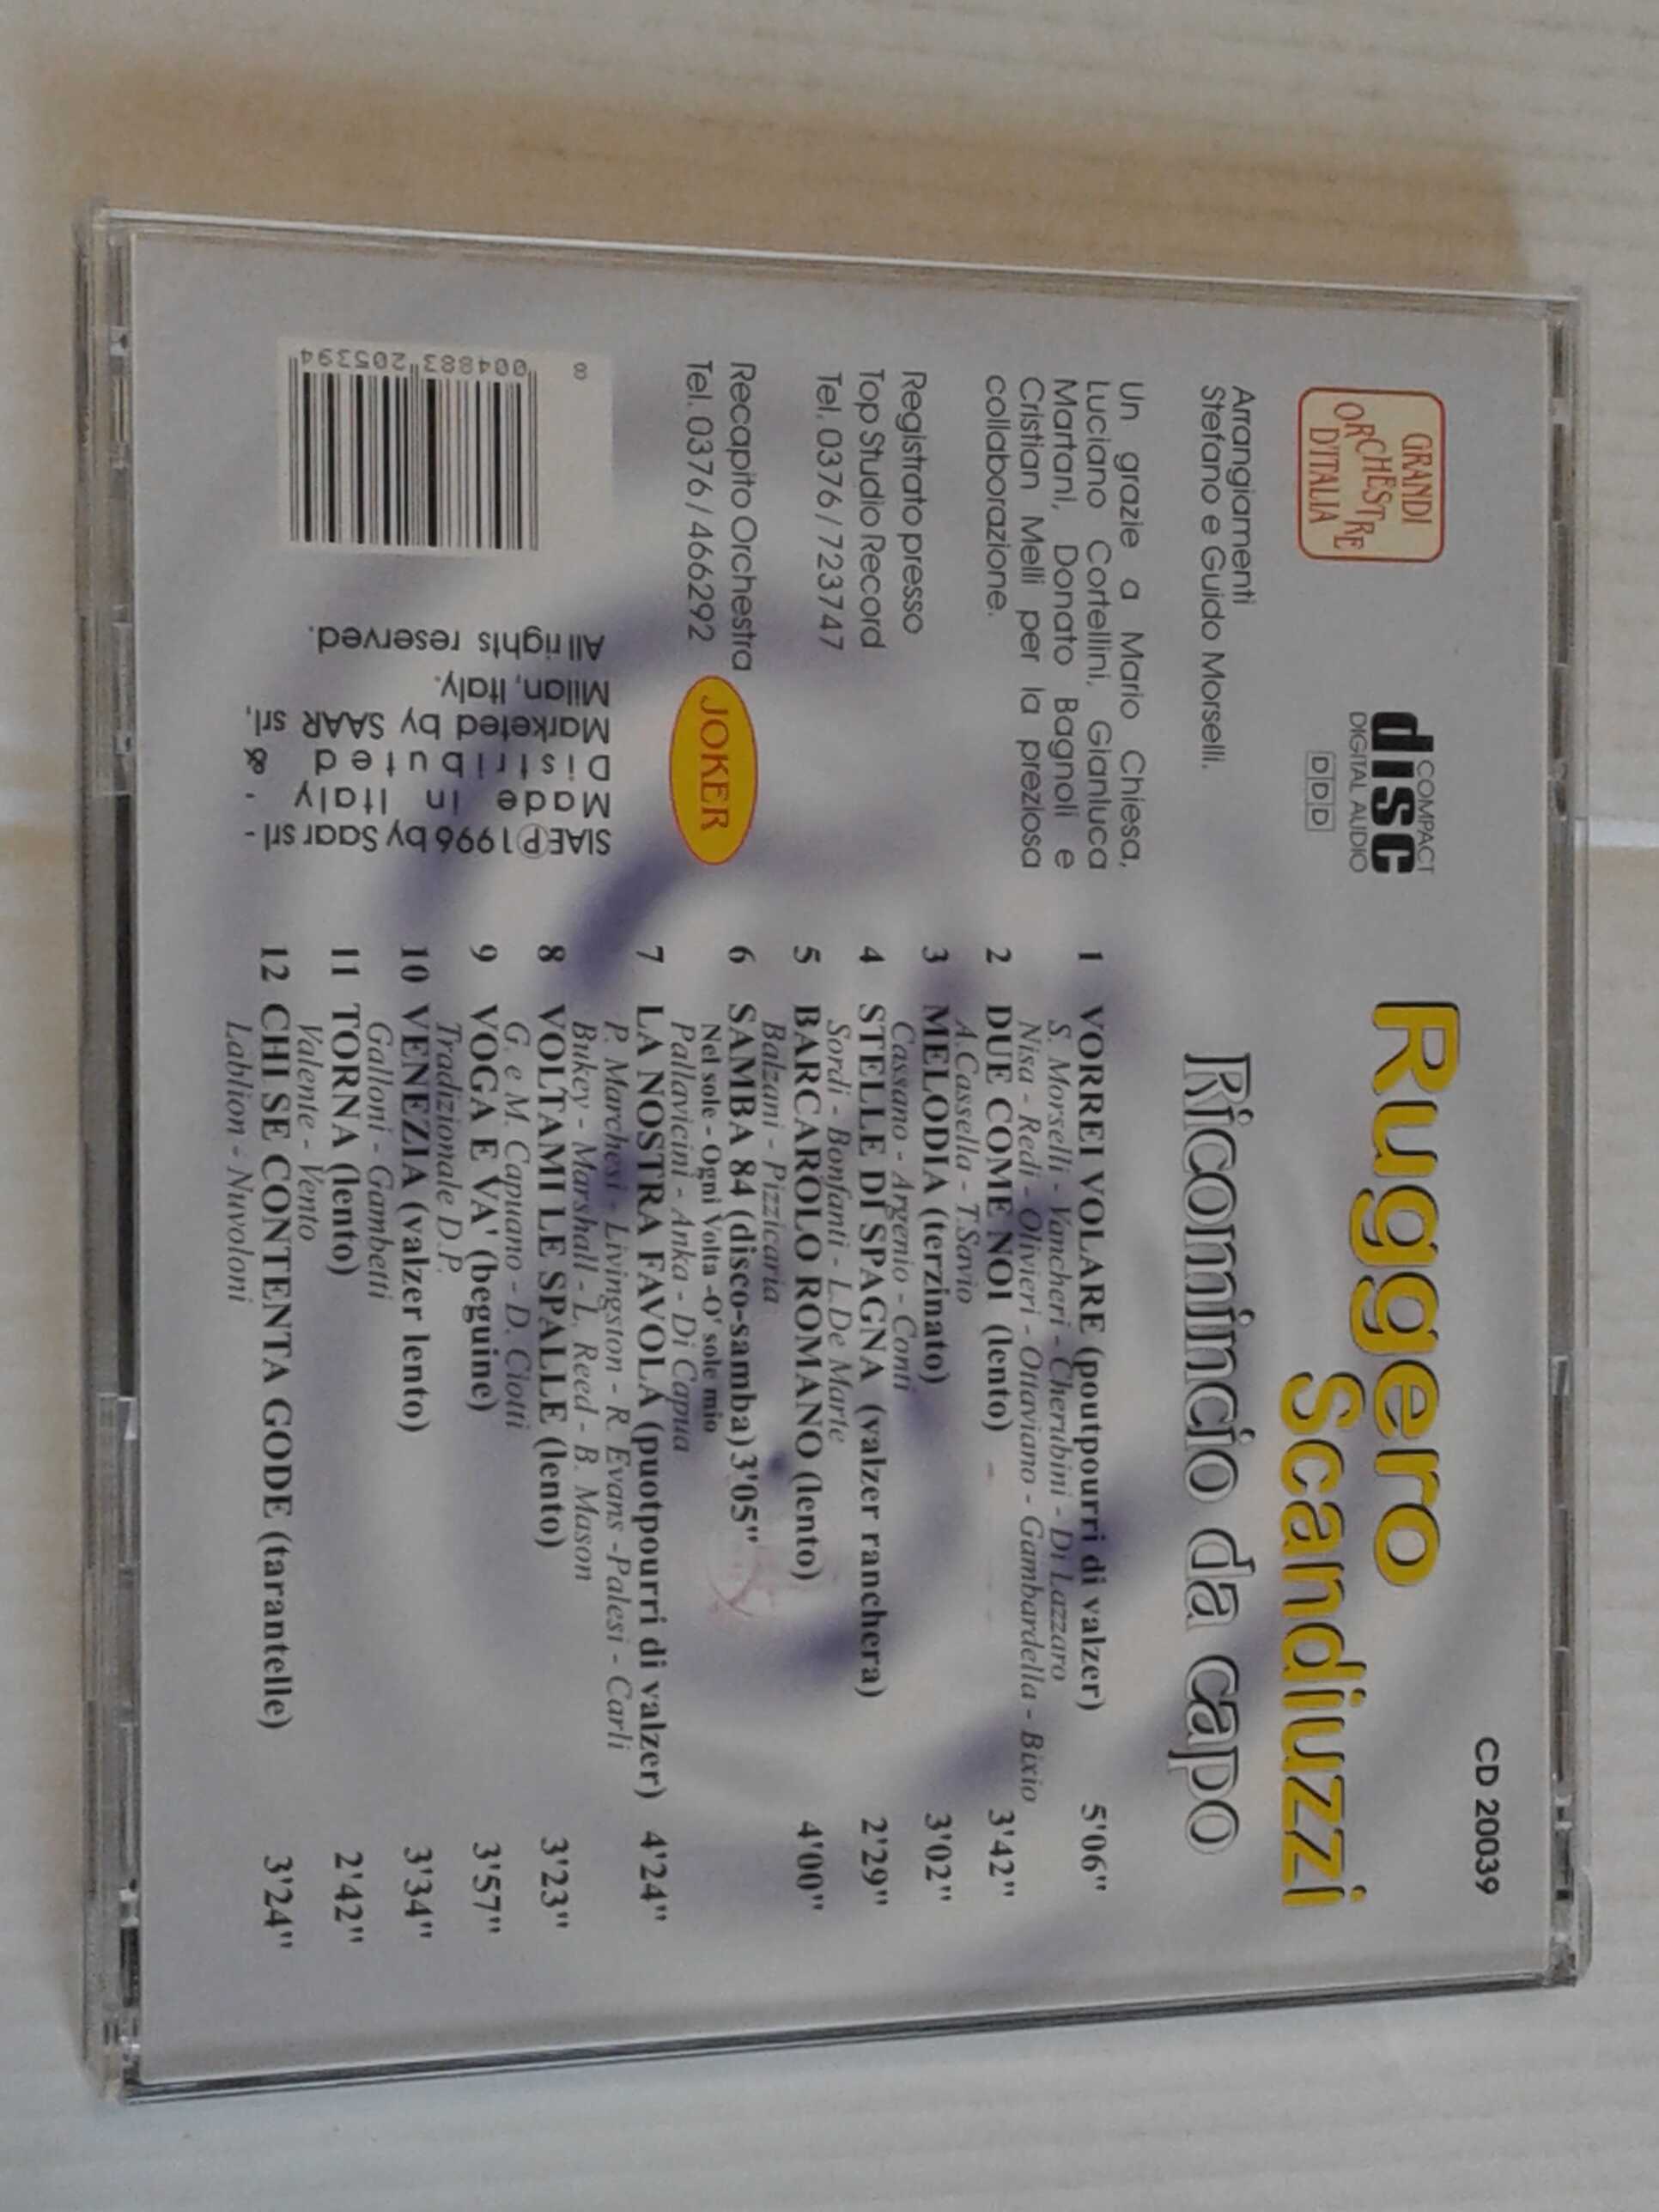 CD 20039
GRANDI
ORCHESTRE
D'ITALIA
COMPACT
disc
DIGITAL AUDIO
DDD
Ruggero
Scandiuzzi
Ricomincio da capo
Arrangiamenti
Stefano e Guido Morselli.
Un grazie a Mario Chiesa,
Luciano Cortellini, Gianluca
Martani, Donato Bagnoli e
Cristian Melli per la preziosa
collaborazione.
Registrato presso
Top Studio Record
Tel. 0376/723747
Recapito Orchestra
Tel. 0376/466292
JOKER
8 004883 205394
SIAE Ⓟ 1996 by Saar srl -
Made in Italy -
Distributed &
Marketed by SAAR srl,
Milan, Italy.
All rights reserved.
1 VORREI VOLARE (poutpourri di valzer) 5'06"
S. Morselli - Vancheri - Cherubini - Di Lazzaro
Nisa - Redi - Olivieri - Ottaviano - Gambardella - Bixio
2 DUE COME NOI (lento) 3'42"
A.Cassella - T.Savio
3 MELODIA (terzinato) 3'02"
Cassano - Argenio - Conti
4 STELLE DI SPAGNA (valzer ranchera) 2'29"
Sordi - Bonfanti - L.De Marte
5 BARCAROLO ROMANO (lento) 4'00"
Balzani - Pizzicaria
6 SAMBA 84 (disco-samba) 3'05"
Nel sole - Ogni Volta -O' sole mio
Pallavicini - Anka - Di Capua
7 LA NOSTRA FAVOLA (puotpourri di valzer) 4'24"
P. Marchesi - Livingston - R. Evans -Palesi - Carli
Bukey - Marshall - L. Reed - B. Mason
8 VOLTAMI LE SPALLE (lento) 3'23"
G. e M. Capuano - D. Ciotti
9 VOGA E VA' (beguine) 3'57"
Tradizionale D.P.
10 VENEZIA (valzer lento) 3'34"
Galloni - Gambetti
11 TORNA (lento) 2'42"
Valente - Vento
12 CHI SE CONTENTA GODE (tarantelle) 3'24"
Lablion - Nuvoloni